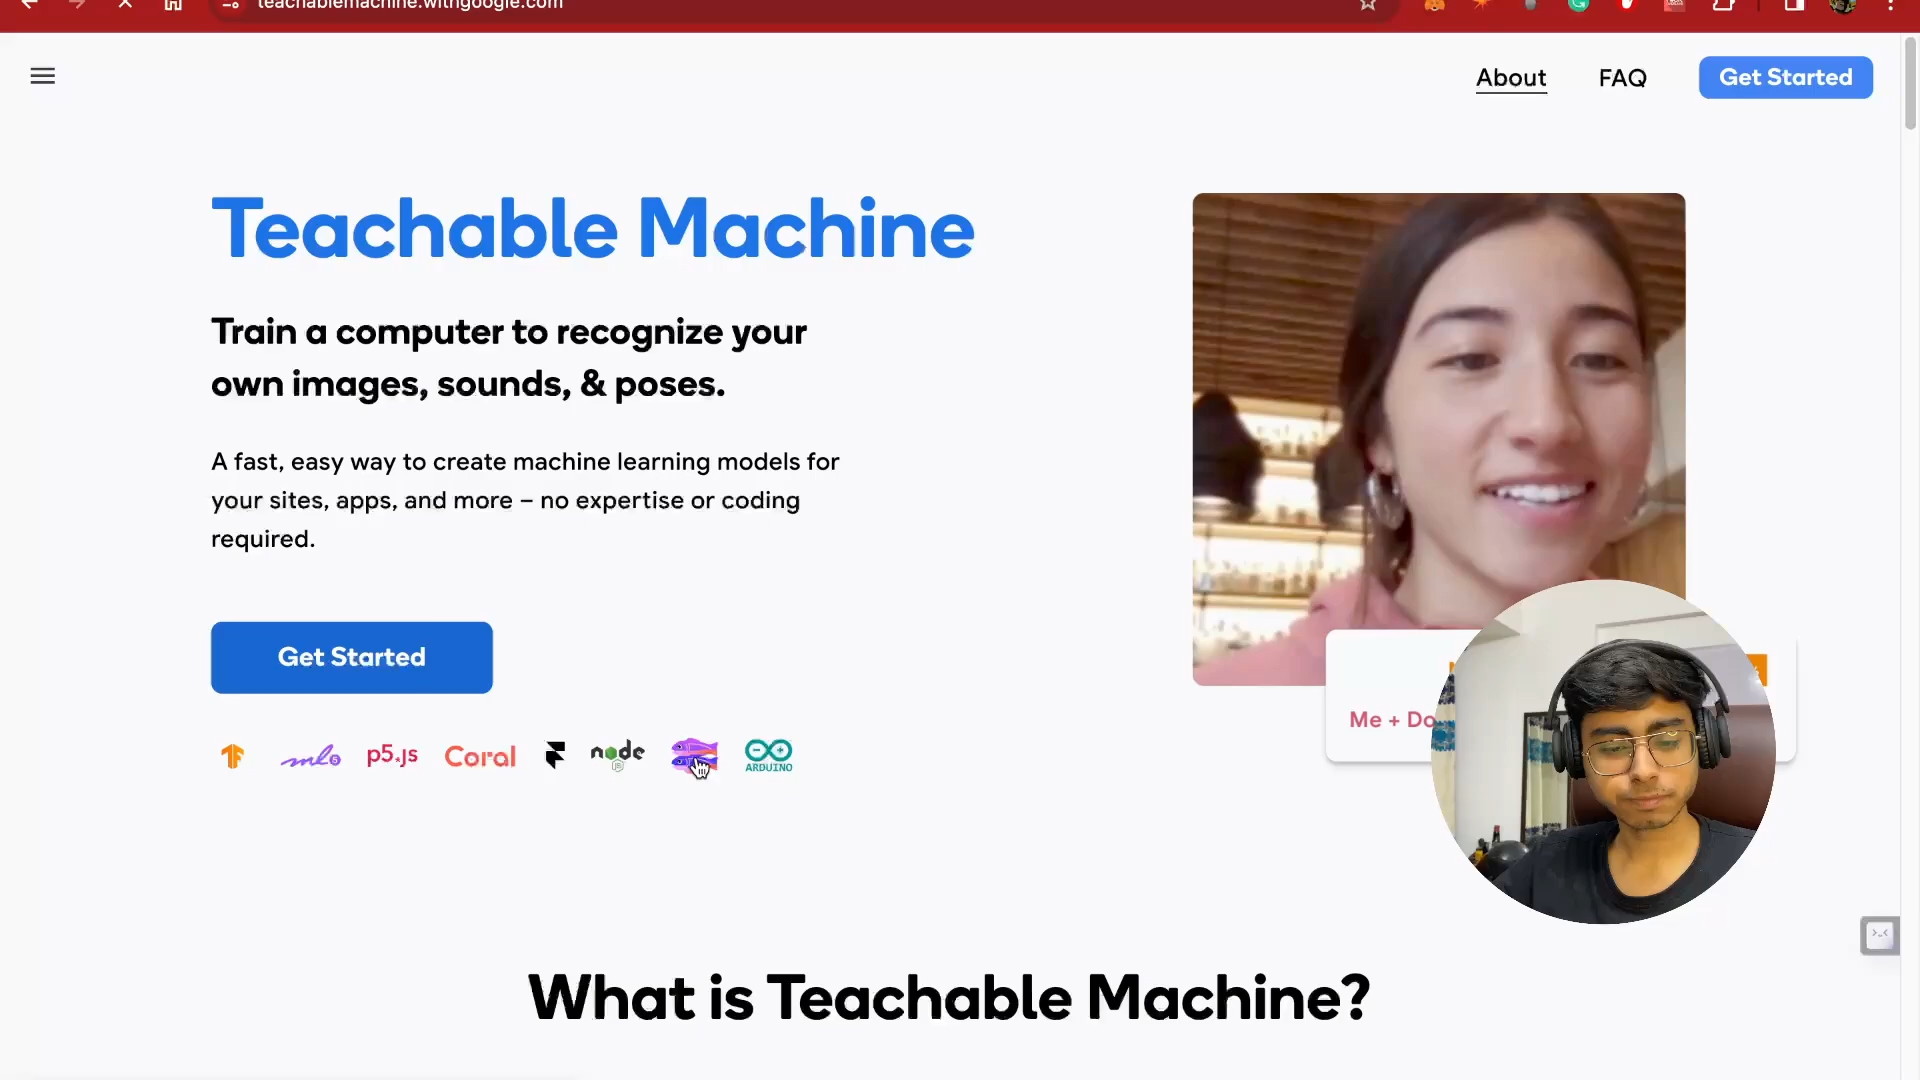 teachablemachine.withgoogle.com
About
FAQ
Get Started
Teachable Machine
Train a computer to recognize your
own images, sounds, & poses.
A fast, easy way to create machine learning models for
your sites, apps, and more – no expertise or coding
required.
Get Started
Me + Do
ml5
p5.js
Coral
node
JS
ARDUINO
What is Teachable Machine?